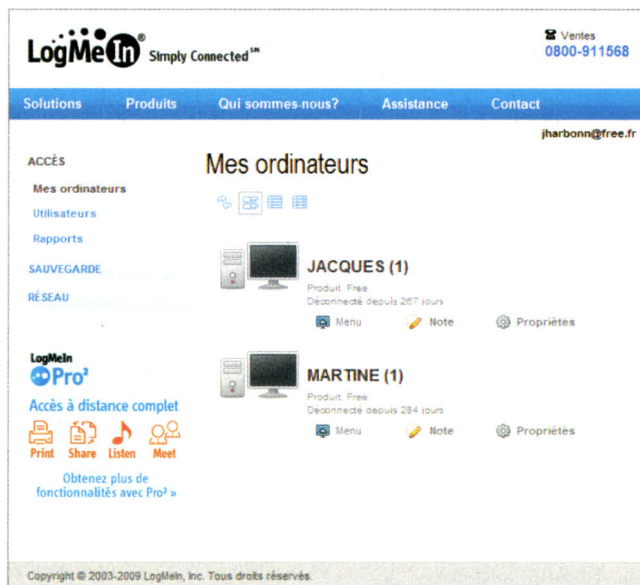 LogMeIn® Simply Connected℠
Ventes
0800-911568
Solutions Produits Qui sommes-nous? Assistance Contact
jharbonn@free.fr
ACCÈS
Mes ordinateurs
Utilisateurs
Rapports
SAUVEGARDE
RÉSEAU
LogMeIn
Pro²
Accès à distance complet
Print Share Listen Meet
Obtenez plus de
fonctionnalités avec Pro² »
Mes ordinateurs
JACQUES (1)
Produit: Free
Déconnecté depuis 267 jours
Menu Note Propriétés
MARTINE (1)
Produit: Free
Déconnecté depuis 284 jours
Menu Note Propriétés
Copyright © 2003-2009 LogMeIn, Inc. Tous droits réservés.